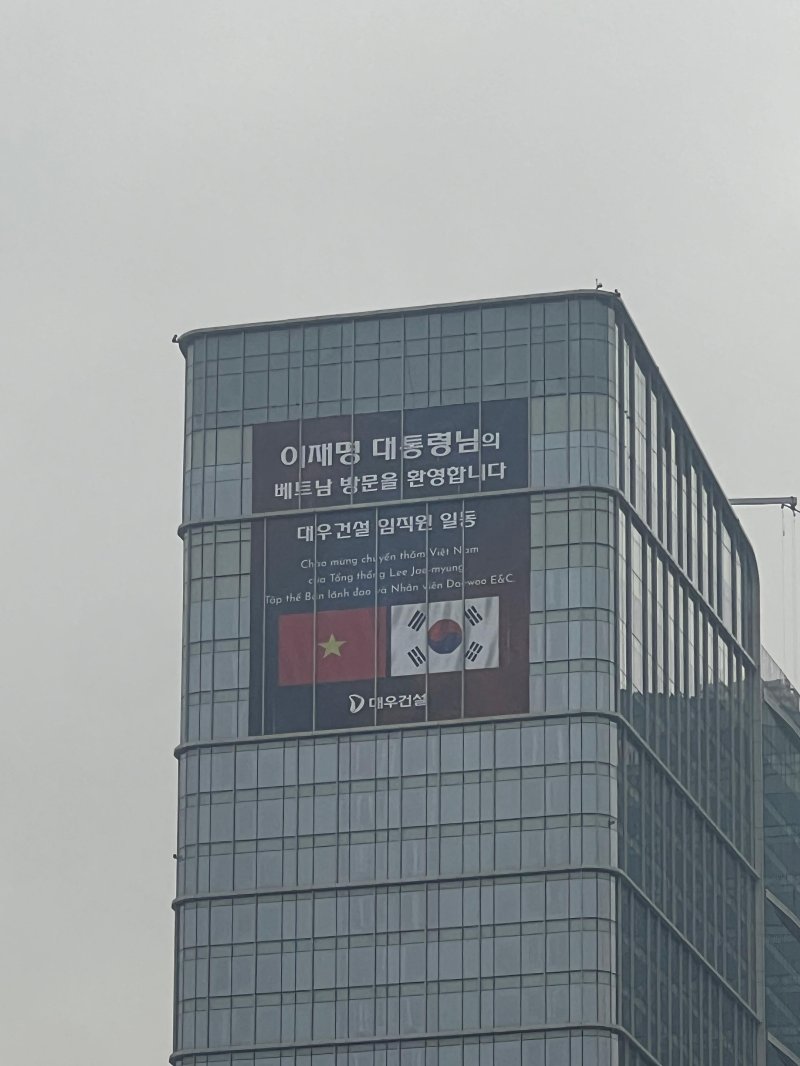 이재명 대통령님의
베트남 방문을 환영합니다
대우건설 임직원 일동
Chào mừng chuyến thăm Việt Nam
của Tổng thống Lee Jae-myung
Tập thể Ban lãnh đạo và Nhân viên Daewoo E&C
대우건설